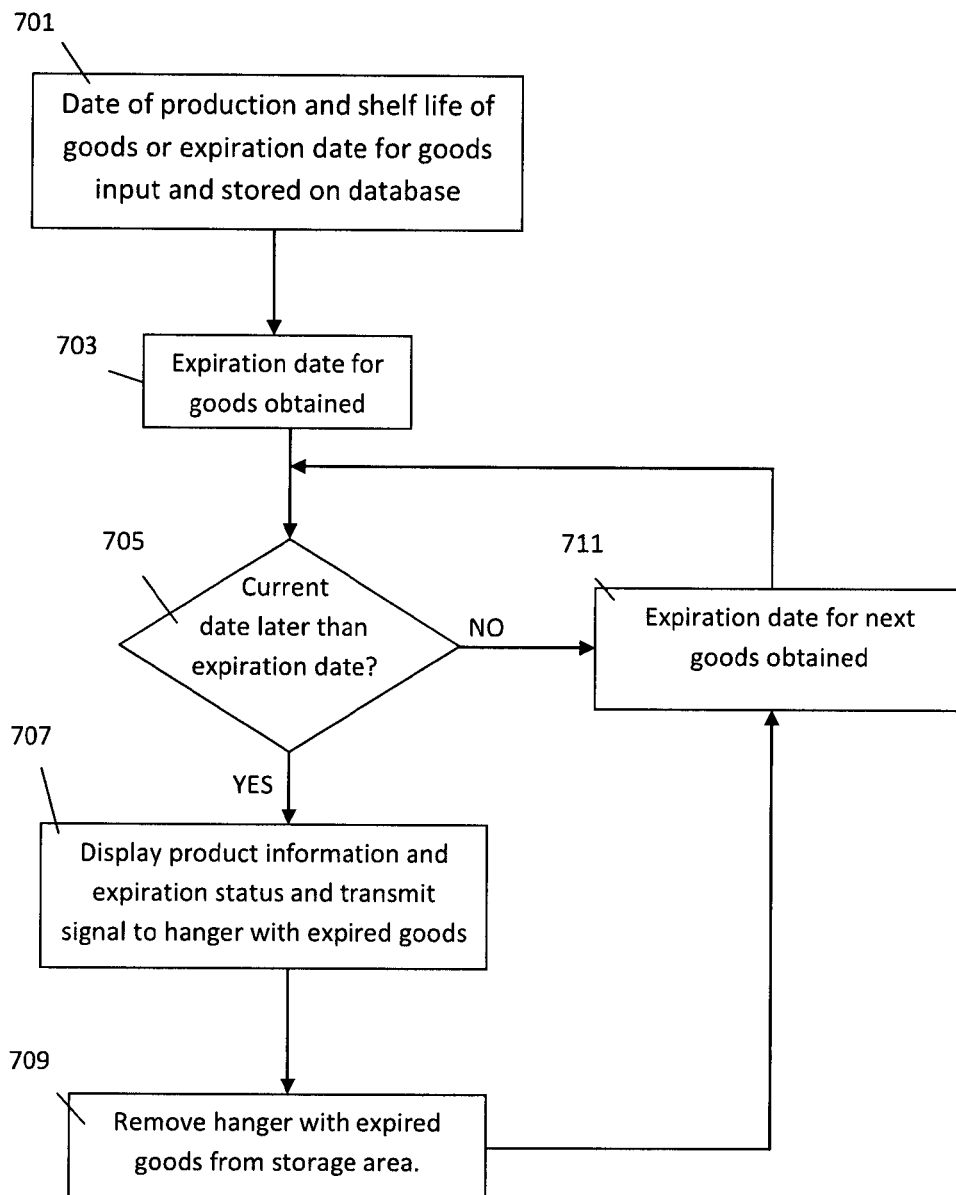 701
Date of production and shelf life of
goods or expiration date for goods
input and stored on database
703
Expiration date for
goods obtained
705
Current
date later than
expiration date?
NO
711
Expiration date for next
goods obtained
YES
707
Display product information and
expiration status and transmit
signal to hanger with expired goods
709
Remove hanger with expired
goods from storage area.